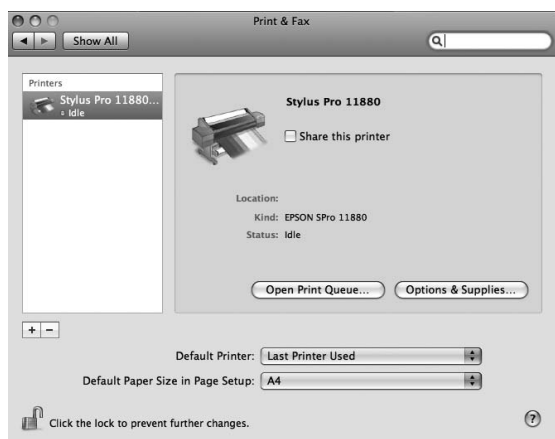 Print & Fax
Show All
Printers
Stylus Pro 11880...
Idle
Stylus Pro 11880
Share this printer
Location:
Kind: EPSON SPro 11880
Status: Idle
Open Print Queue... Options & Supplies...
+ −
Default Printer: Last Printer Used
Default Paper Size in Page Setup: A4
Click the lock to prevent further changes. ?